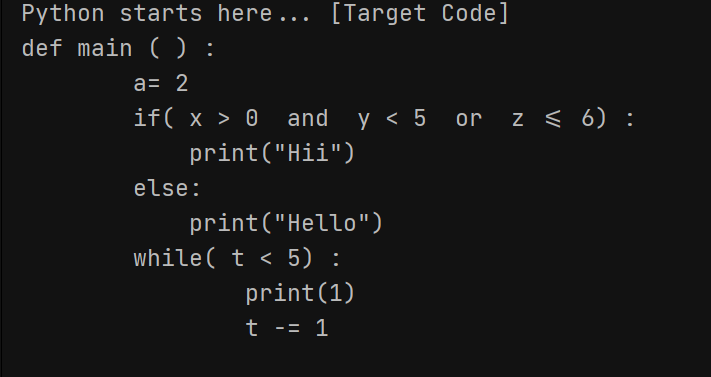 Python starts here... [Target Code]
def main ( ) :
        a= 2
        if( x > 0  and  y < 5  or  z <= 6) :
            print("Hii")
        else:
            print("Hello")
        while( t < 5) :
                print(1)
                t -= 1